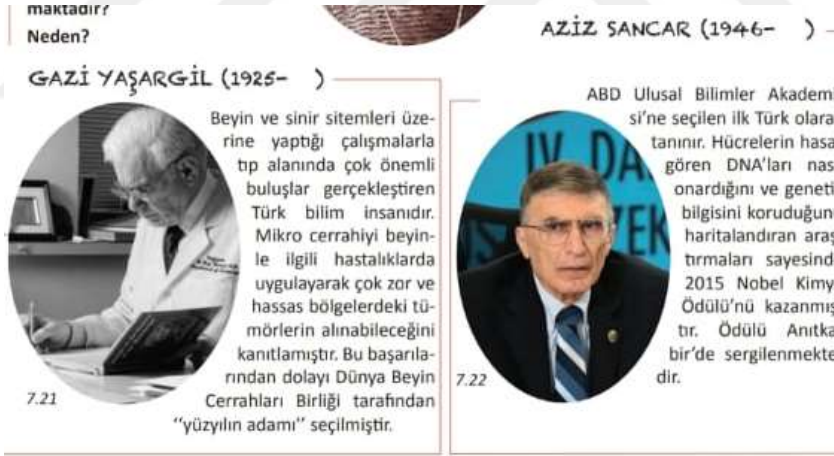 maktadır?
Neden?
GAZİ YAŞARGİL (1925- )
Beyin ve sinir sitemleri üze-
rine yaptığı çalışmalarla
tıp alanında çok önemli
buluşlar gerçekleştiren
Türk bilim insanıdır.
Mikro cerrahiyi beyin-
le ilgili hastalıklarda
uygulayarak çok zor ve
hassas bölgelerdeki tü-
mörlerin alınabileceğini
kanıtlamıştır. Bu başarıla-
rından dolayı Dünya Beyin
Cerrahları Birliği tarafından
‘‘yüzyılın adamı’’ seçilmiştir.
7.21
AZİZ SANCAR (1946- )
ABD Ulusal Bilimler Akademi
si’ne seçilen ilk Türk olara
tanınır. Hücrelerin hasa
gören DNA’ları nas
onardığını ve geneti
bilgisini koruduğun
haritalandıran araş
tırmaları sayesind
2015 Nobel Kimy
Ödülü’nü kazanmış
tır. Ödülü Anıtka
bir’de sergilenmekte
dir.
7.22
IV. DA
ZEK